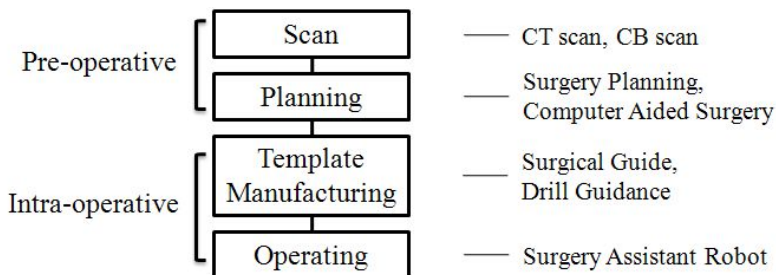 Pre-operative
Scan
CT scan, CB scan
Planning
Surgery Planning,
Computer Aided Surgery
Intra-operative
Template
Manufacturing
Surgical Guide,
Drill Guidance
Operating
Surgery Assistant Robot